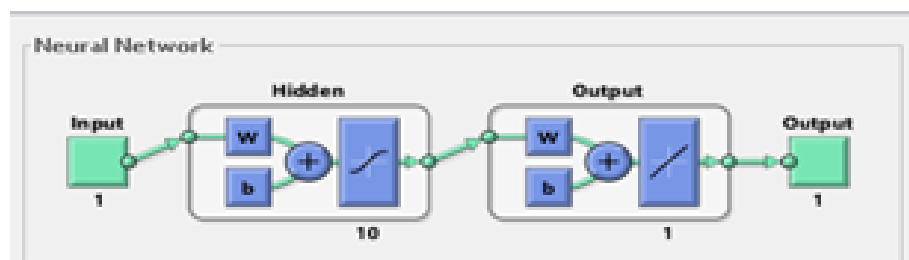 Neural Network
Hidden
Output
Input
Output
W
W
+
+
b
b
1
10
1
1